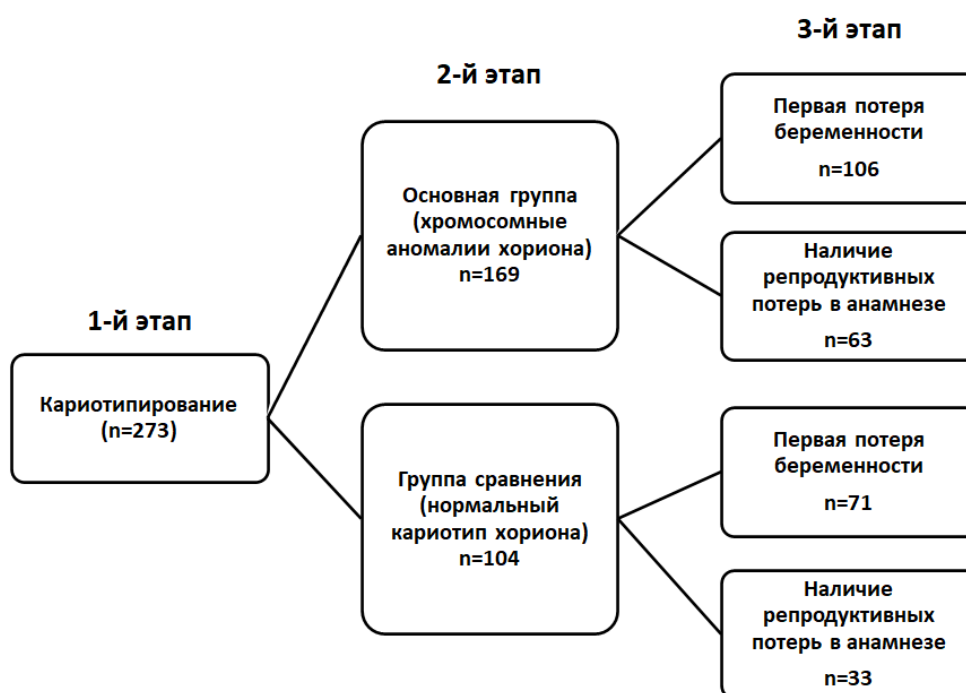 1-й этап
Кариотипирование
(n=273)
2-й этап
Основная группа
(хромосомные
аномалии хориона)
n=169
Группа сравнения
(нормальный
кариотип хориона)
n=104
3-й этап
Первая потеря
беременности
n=106
Наличие
репродуктивных
потерь в анамнезе
n=63
Первая потеря
беременности
n=71
Наличие
репродуктивных
потерь в анамнезе
n=33